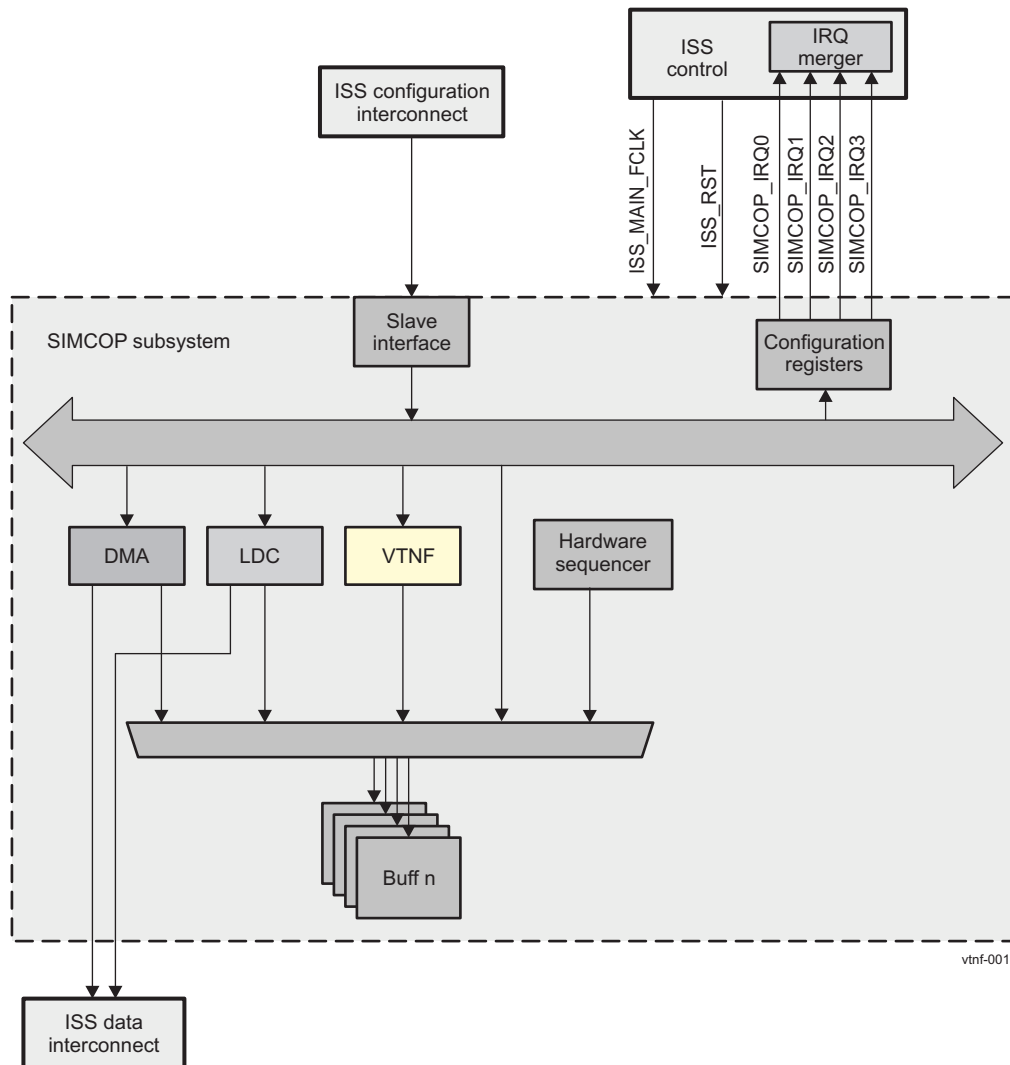 ISS
control
IRQ
merger
ISS configuration
interconnect
ISS_MAIN_FCLK
ISS_RST
SIMCOP_IRQ0
SIMCOP_IRQ1
SIMCOP_IRQ2
SIMCOP_IRQ3
SIMCOP subsystem
Slave
interface
Configuration
registers
DMA
LDC
VTNF
Hardware
sequencer
Buff n
vtnf-001
ISS data
interconnect